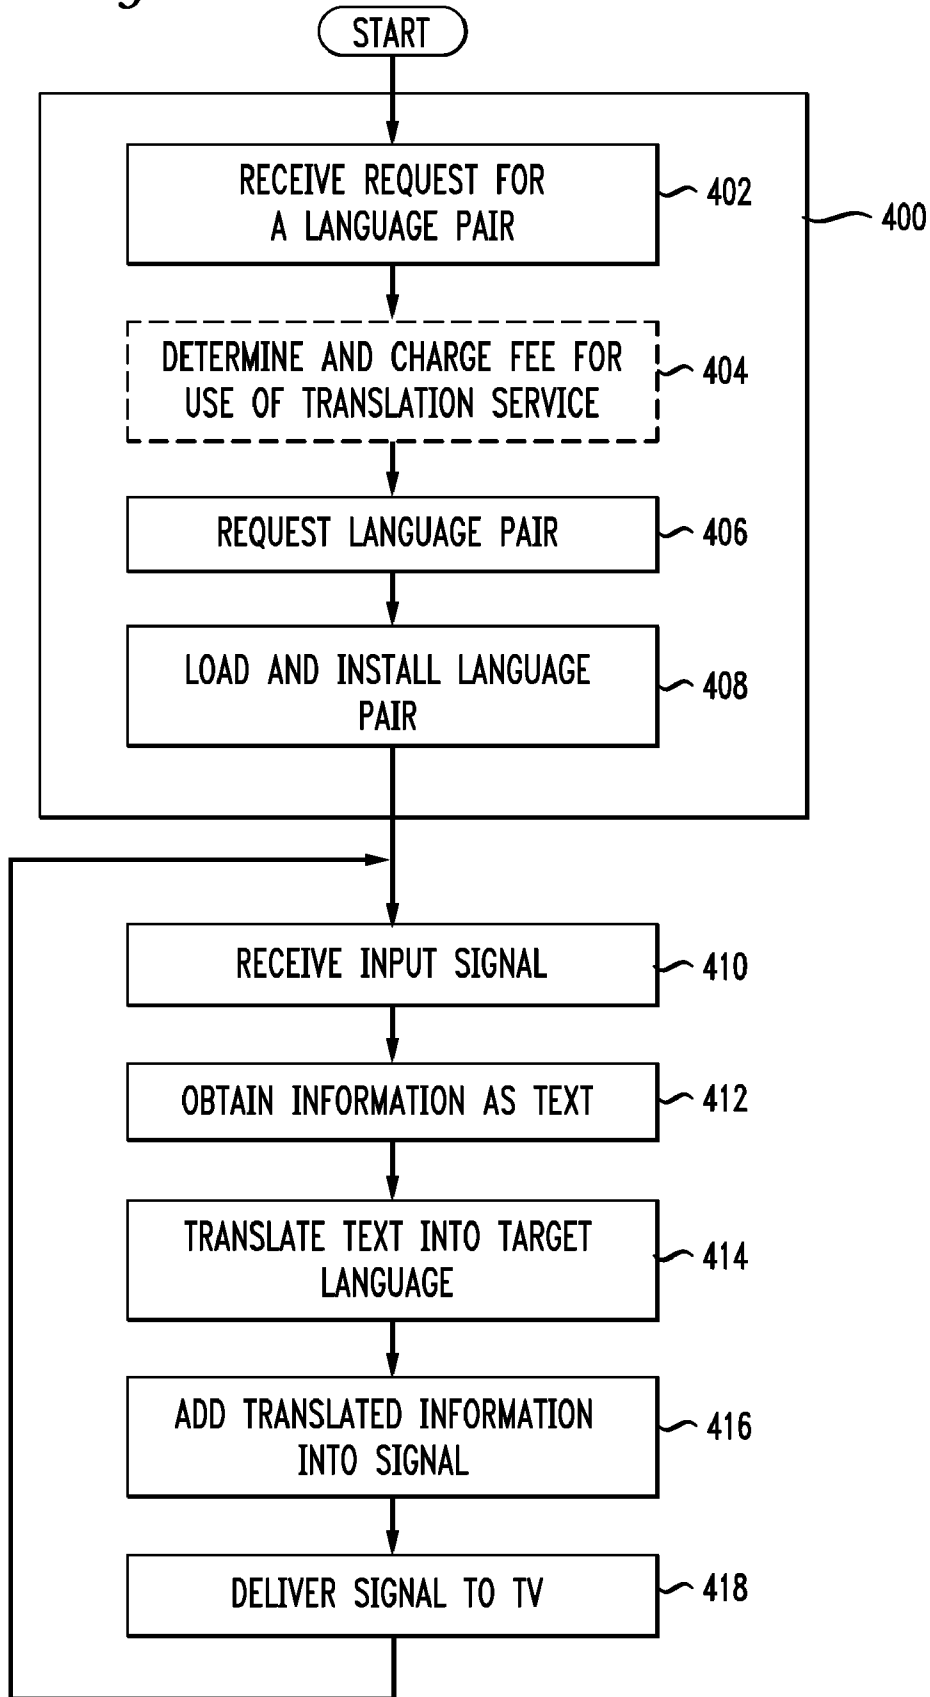 START
RECEIVE REQUEST FOR
A LANGUAGE PAIR
402
400
DETERMINE AND CHARGE FEE FOR
USE OF TRANSLATION SERVICE
404
REQUEST LANGUAGE PAIR
406
LOAD AND INSTALL LANGUAGE
PAIR
408
RECEIVE INPUT SIGNAL
410
OBTAIN INFORMATION AS TEXT
412
TRANSLATE TEXT INTO TARGET
LANGUAGE
414
ADD TRANSLATED INFORMATION
INTO SIGNAL
416
DELIVER SIGNAL TO TV
418